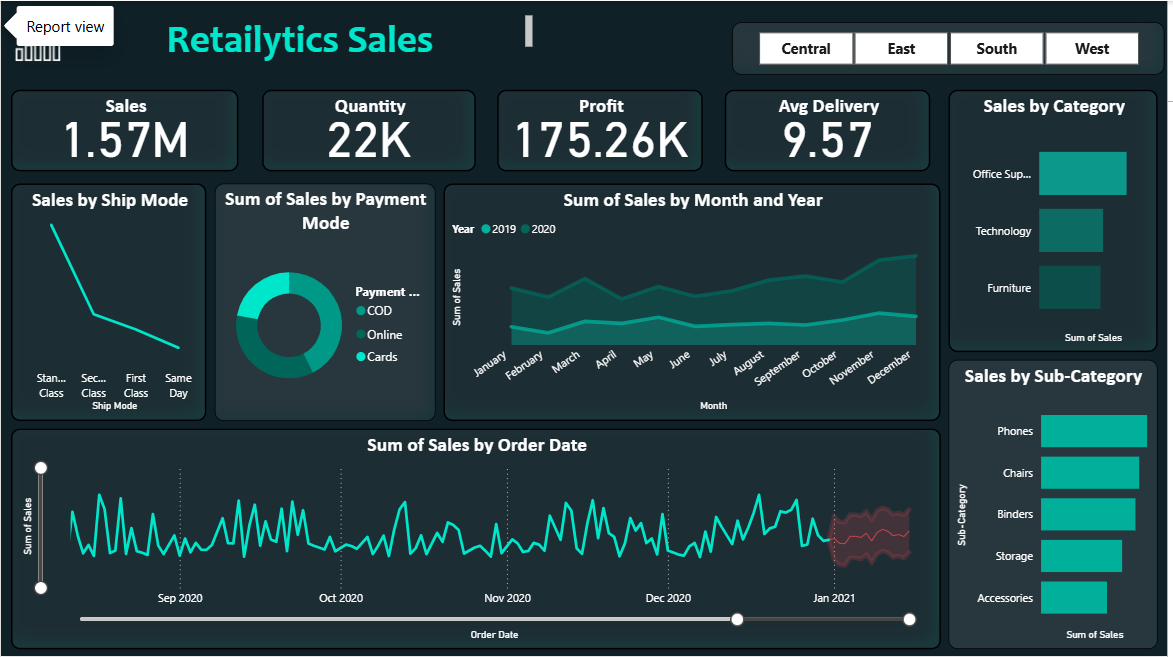 Report view
Retailytics Sales
Central
East
South
West
Sales
1.57M
Quantity
22K
Profit
175.26K
Avg Delivery
9.57
Sales by Category
Office Sup...
Technology
Furniture
Sum of Sales
Sales by Ship Mode
Stan...
Class
Sec...
Class
First
Class
Same
Day
Ship Mode
Sum of Sales by Payment
Mode
Payment ...
COD
Online
Cards
Sum of Sales by Month and Year
Year 2019 2020
Sum of Sales
January
February
March
April
May
June
July
August
September
October
November
December
Month
Sales by Sub-Category
Sub-Category
Phones
Chairs
Binders
Storage
Accessories
Sum of Sales
Sum of Sales by Order Date
Sum of Sales
Sep 2020
Oct 2020
Nov 2020
Dec 2020
Jan 2021
Order Date